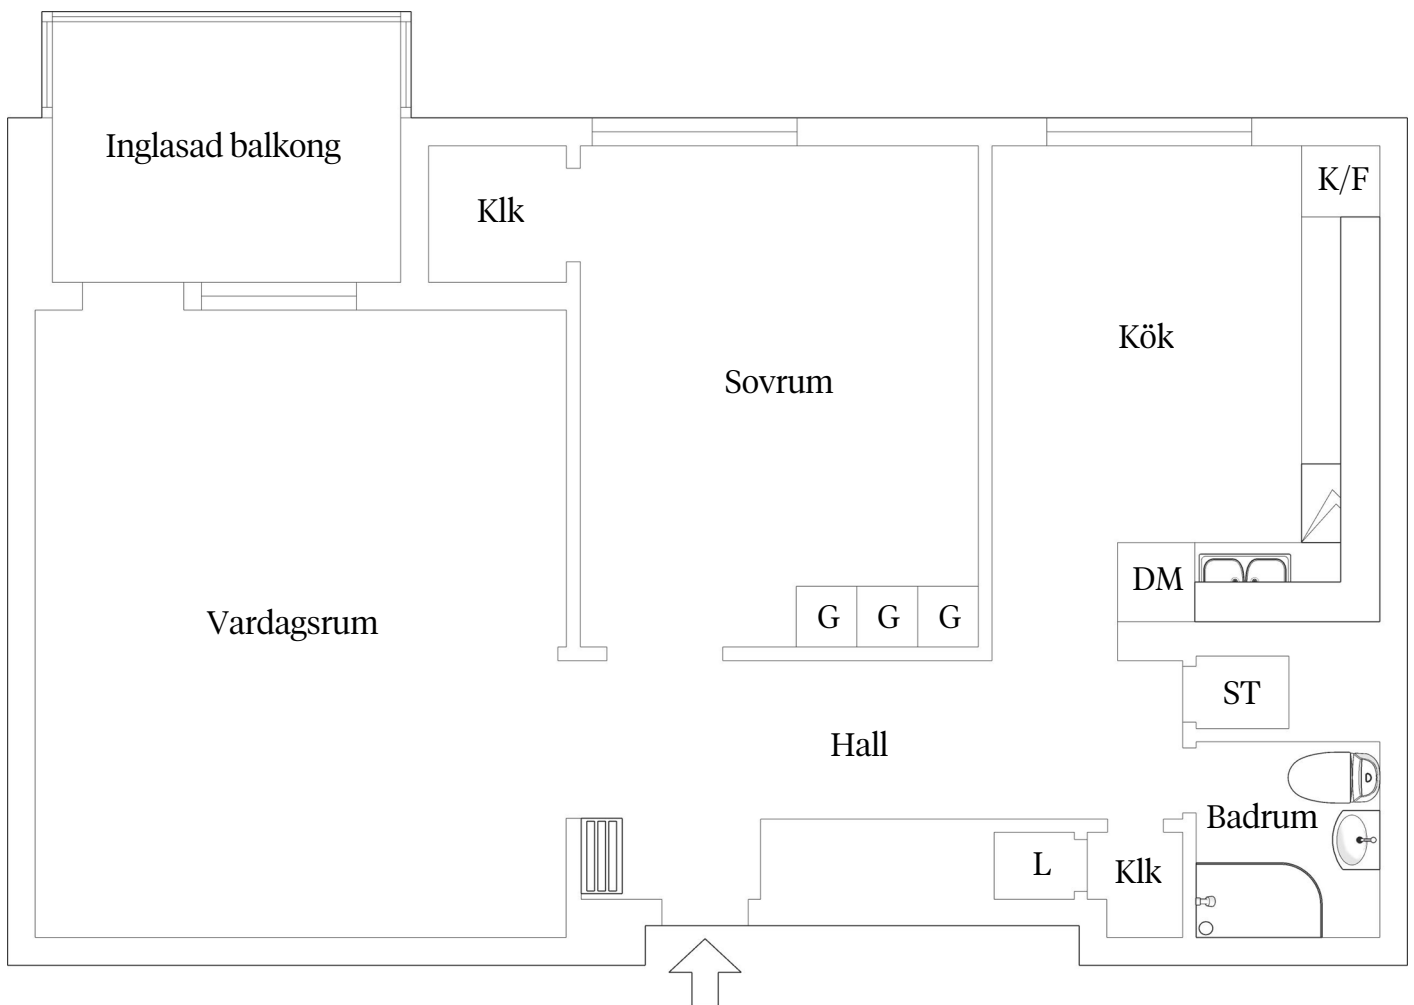 Inglasad balkong
K/F
Klk
Kök
Sovrum
DM
G G G
Vardagsrum
ST
Hall
Badrum
L
Klk